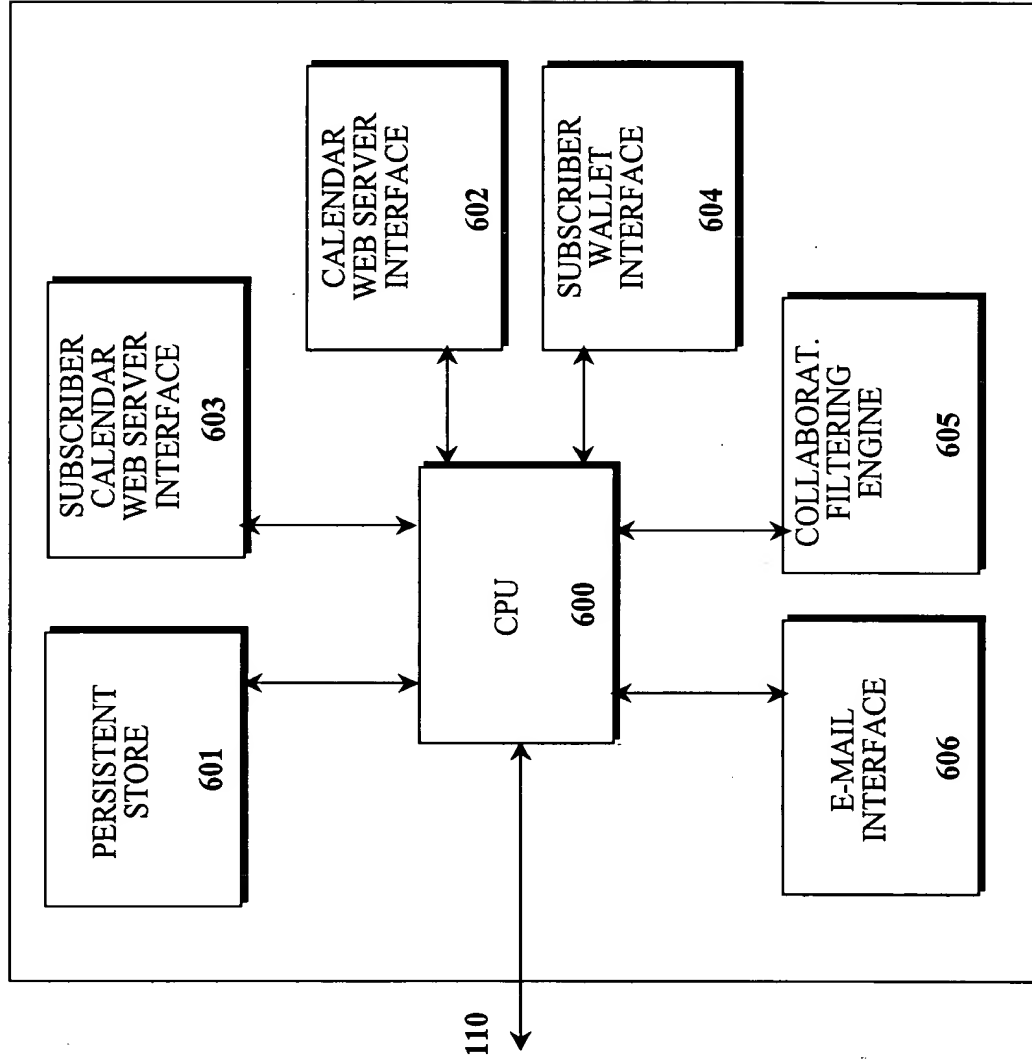 PERSISTENT
STORE
601
SUBSCRIBER
CALENDAR
WEB SERVER
INTERFACE
603
CALENDAR
WEB SERVER
INTERFACE
602
SUBSCRIBER
WALLET
INTERFACE
604
CPU
600
110
E-MAIL
INTERFACE
606
COLLABORAT.
FILTERING
ENGINE
605